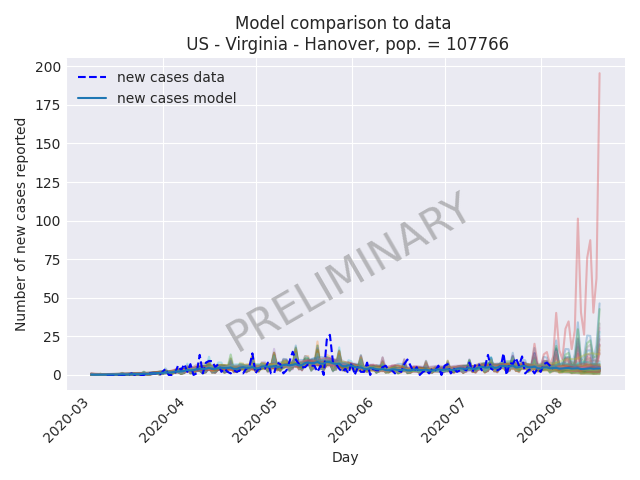 Model comparison to data
US - Virginia - Hanover, pop. = 107766
new cases data
new cases model
Number of new cases reported
200
175
150
125
100
75
50
25
0
PRELIMINARY
2020-03
2020-04
2020-05
2020-06
2020-07
2020-08
Day